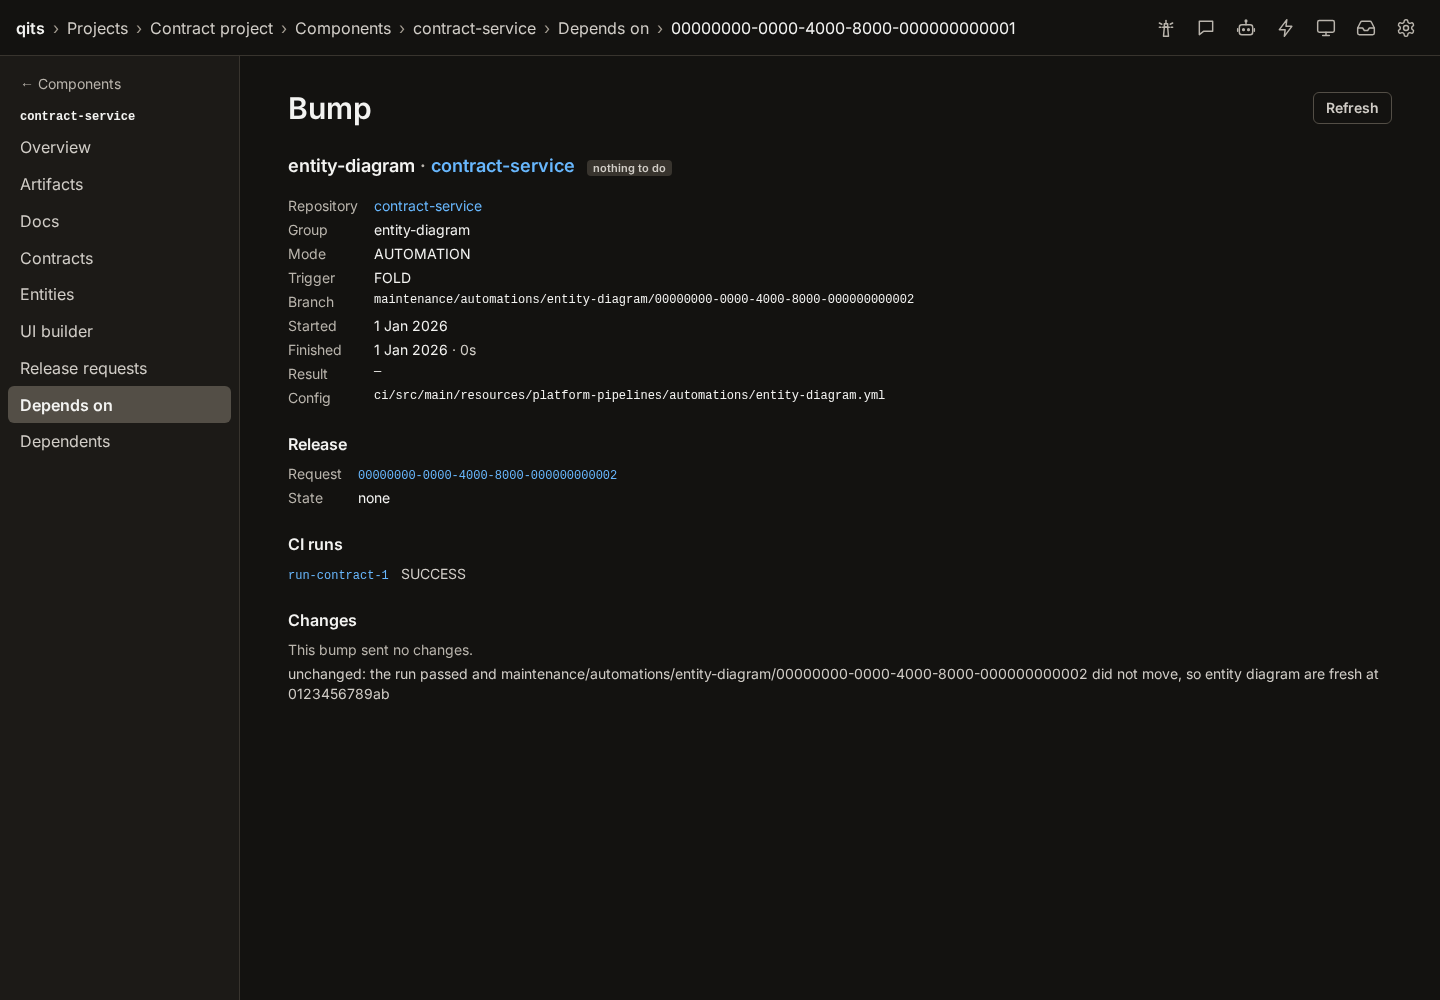 qits › Projects › Contract project › Components › contract-service › Depends on › 00000000-0000-4000-8000-000000000001
← Components
contract-service
Overview
Artifacts
Docs
Contracts
Entities
UI builder
Release requests
Depends on
Dependents
Bump
Refresh
entity-diagram · contract-service nothing to do
Repository contract-service
Group entity-diagram
Mode AUTOMATION
Trigger FOLD
Branch maintenance/automations/entity-diagram/00000000-0000-4000-8000-000000000002
Started 1 Jan 2026
Finished 1 Jan 2026 · 0s
Result —
Config ci/src/main/resources/platform-pipelines/automations/entity-diagram.yml
Release
Request 00000000-0000-4000-8000-000000000002
State none
CI runs
run-contract-1 SUCCESS
Changes
This bump sent no changes.
unchanged: the run passed and maintenance/automations/entity-diagram/00000000-0000-4000-8000-000000000002 did not move, so entity diagram are fresh at
0123456789ab